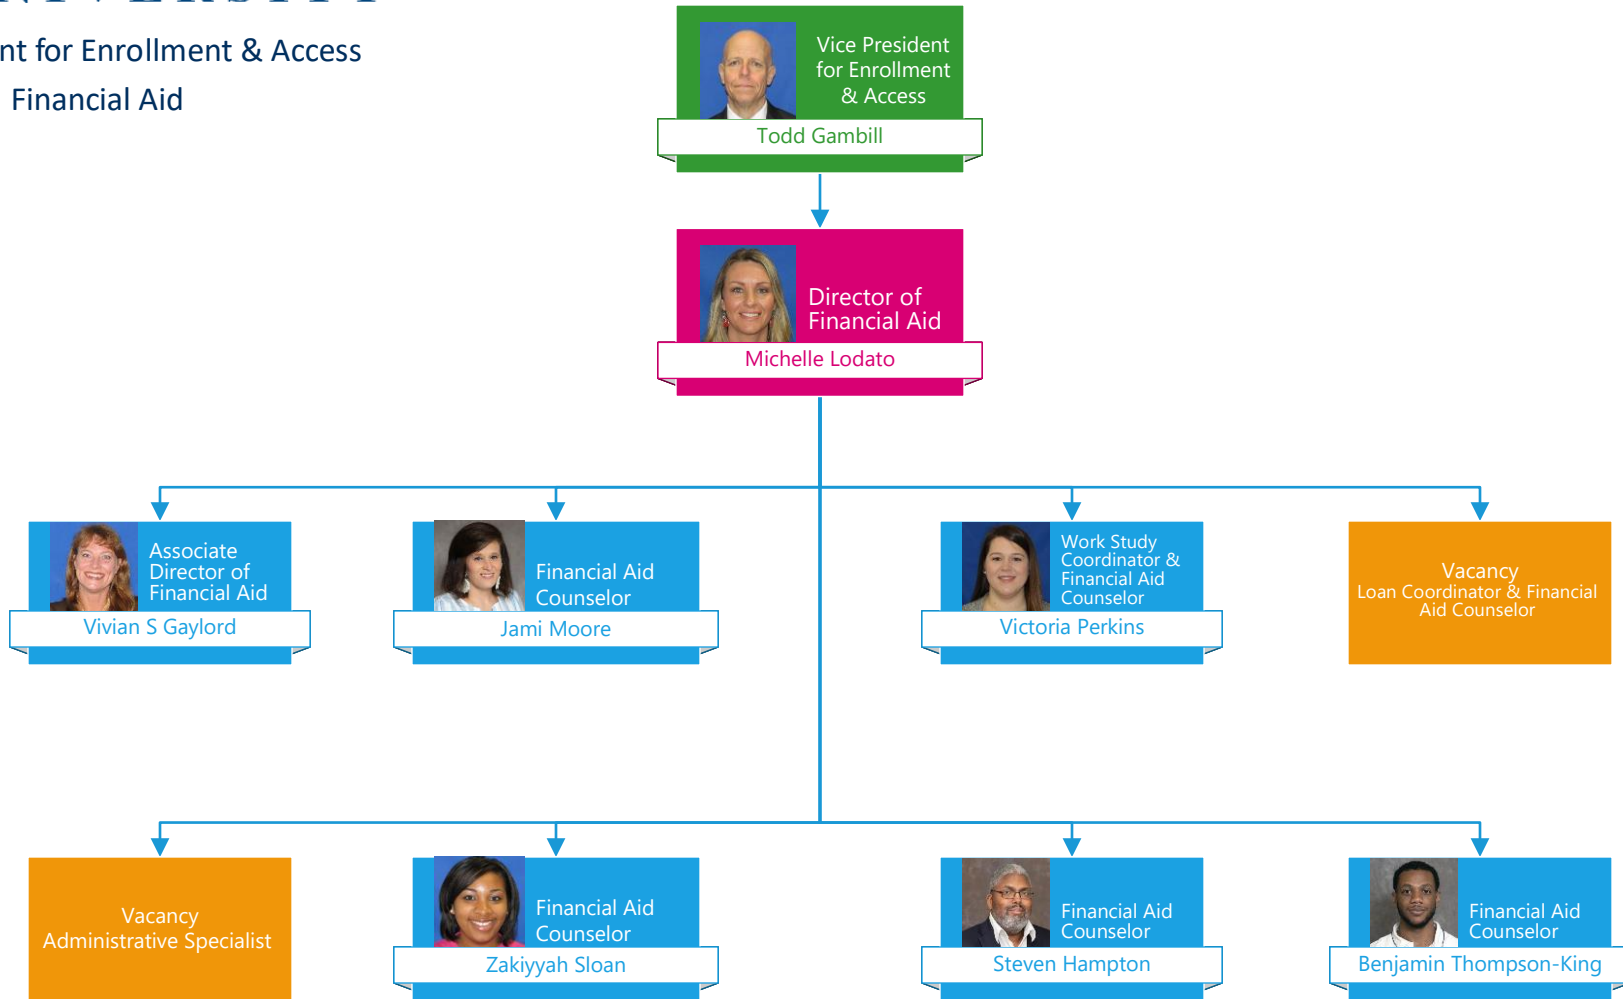 nt for Enrollment & Access
Financial Aid
Vice President
for Enrollment
& Access
Todd Gambill
Director of
Financial Aid
Michelle Lodato
Associate
Director of
Financial Aid
Vivian S Gaylord
Financial Aid
Counselor
Jami Moore
Work Study
Coordinator &
Financial Aid
Counselor
Victoria Perkins
Vacancy
Loan Coordinator & Financial
Aid Counselor
Vacancy
Administrative Specialist
Financial Aid
Counselor
Zakiyyah Sloan
Financial Aid
Counselor
Steven Hampton
Financial Aid
Counselor
Benjamin Thompson-King